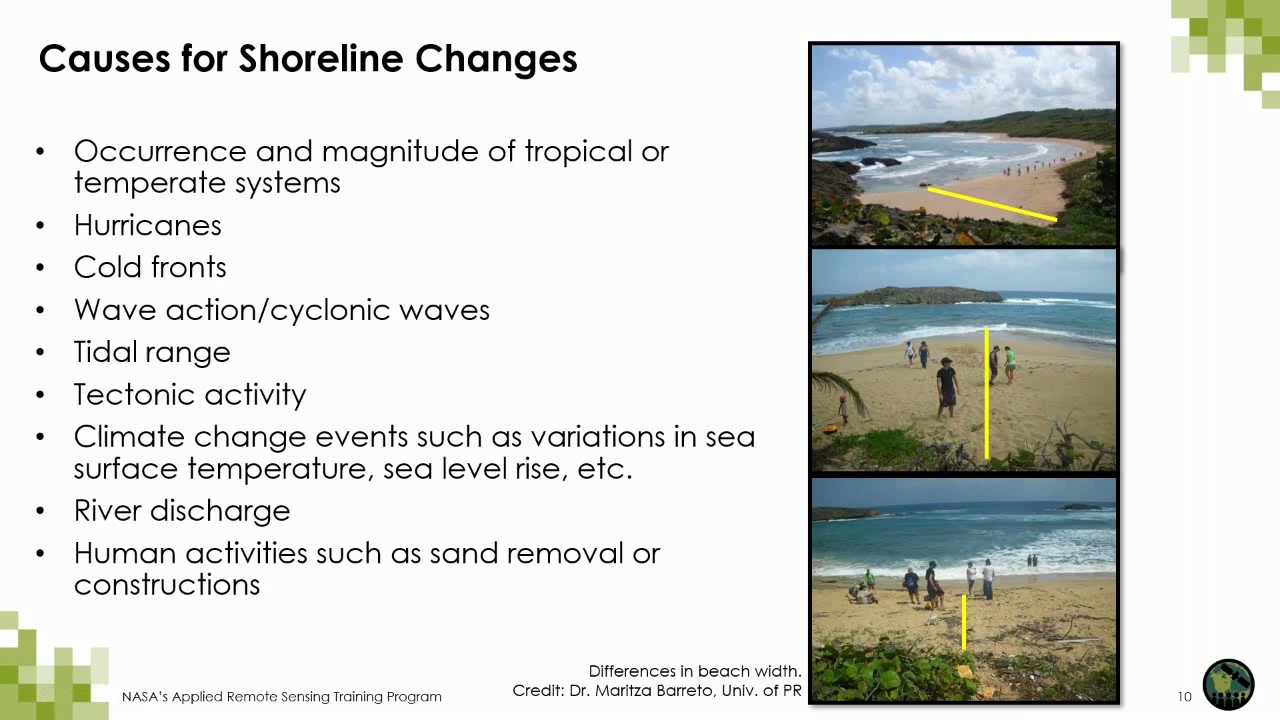 Causes for Shoreline Changes
• Occurrence and magnitude of tropical or
temperate systems
• Hurricanes
• Cold fronts
• Wave action/cyclonic waves
• Tidal range
• Tectonic activity
• Climate change events such as variations in sea
surface temperature, sea level rise, etc.
• River discharge
• Human activities such as sand removal or
constructions
Differences in beach width.
Credit: Dr. Maritza Barreto, Univ. of PR
NASA's Applied Remote Sensing Training Program
10